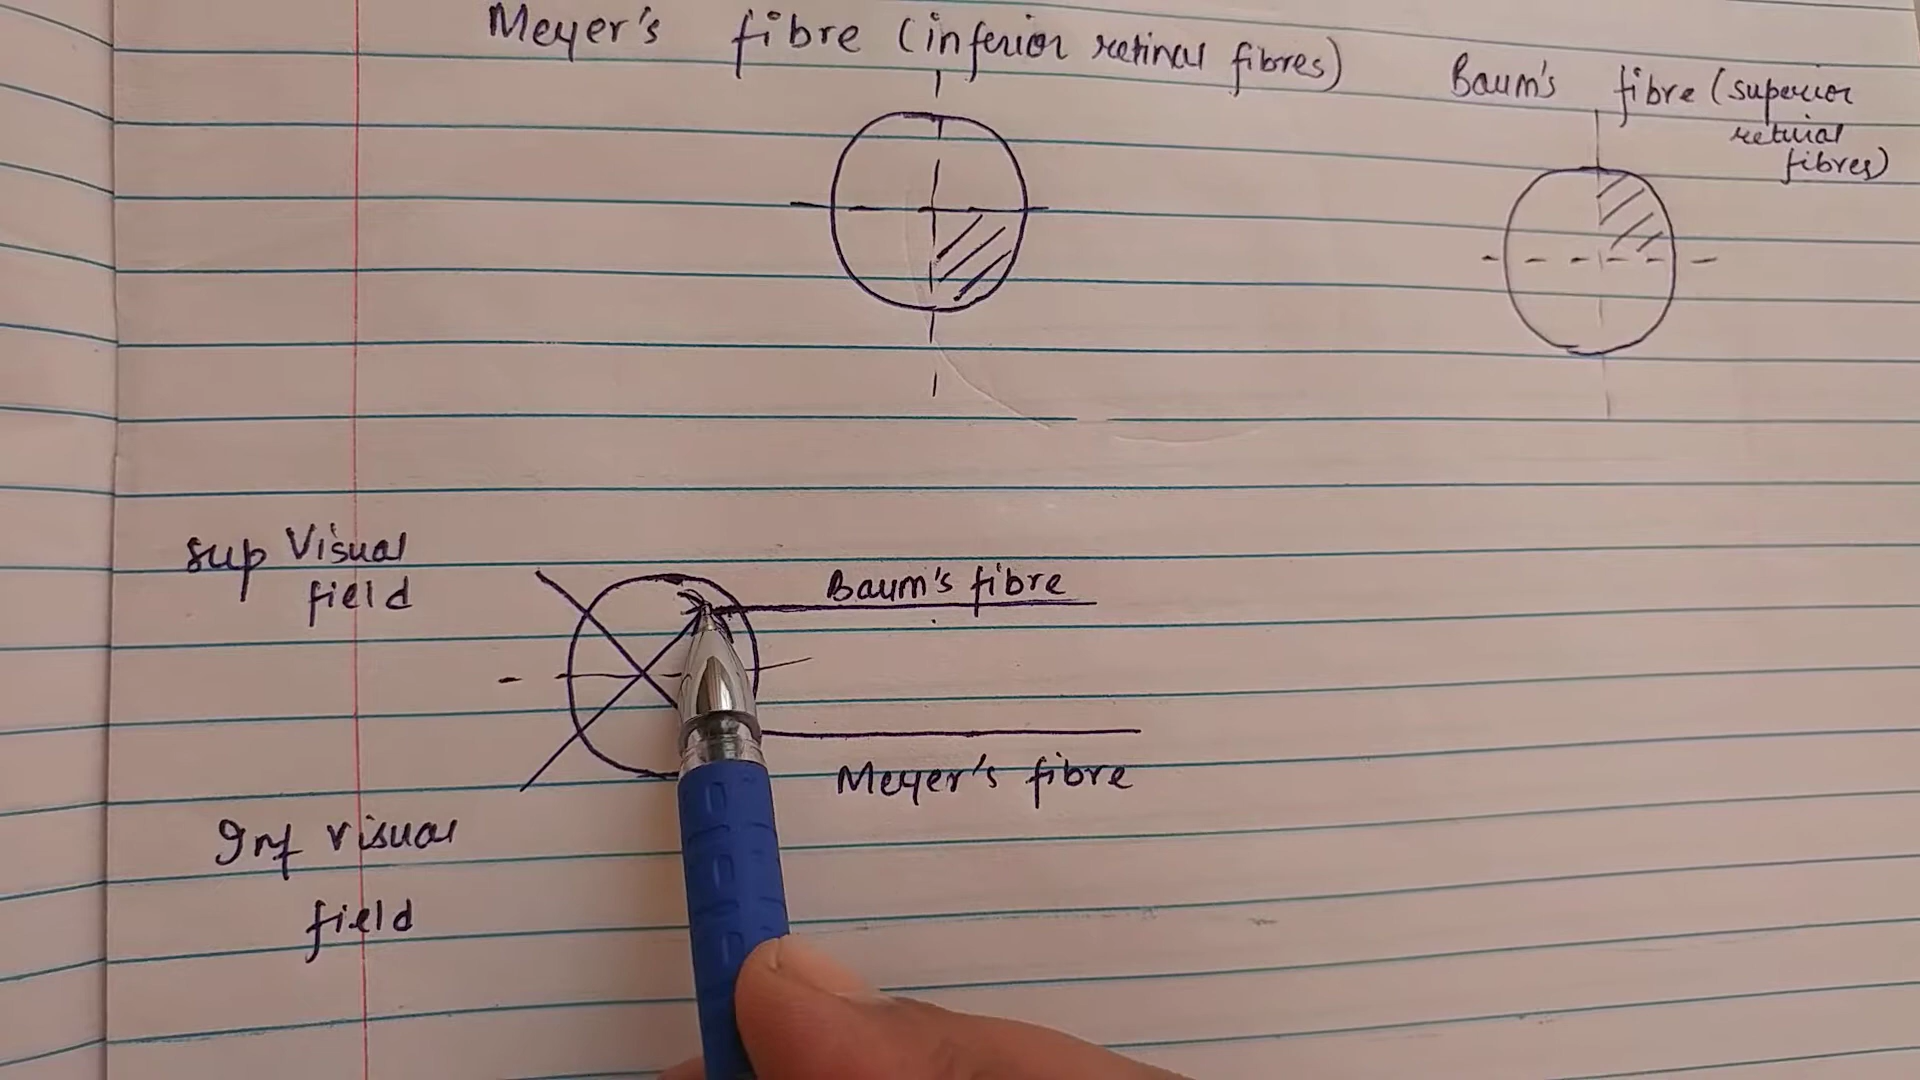 Meyer's fibre (inferior retinal fibres)
Baum's fibre (superior
retinal
fibres)
sup Visual
field
Baum's fibre
Meyer's fibre
Inf visual
field